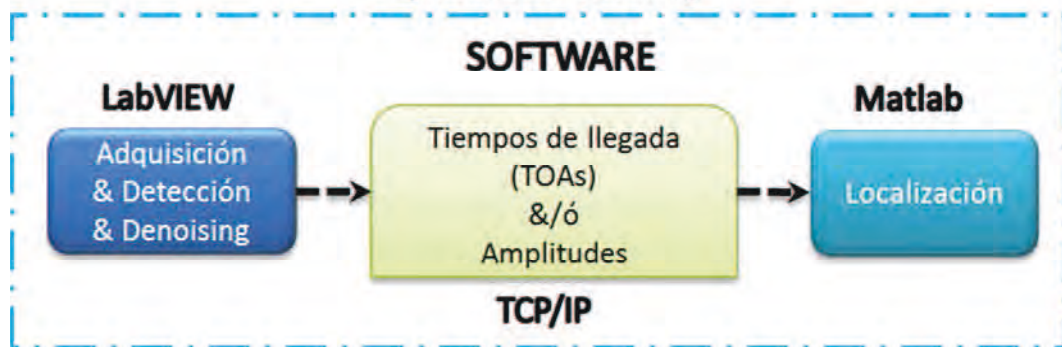 SOFTWARE
LabVIEW
Adquisición
& Detección
& Denoising
Tiempos de llegada
(TOAs)
&/ó
Amplitudes
TCP/IP
Matlab
Localización